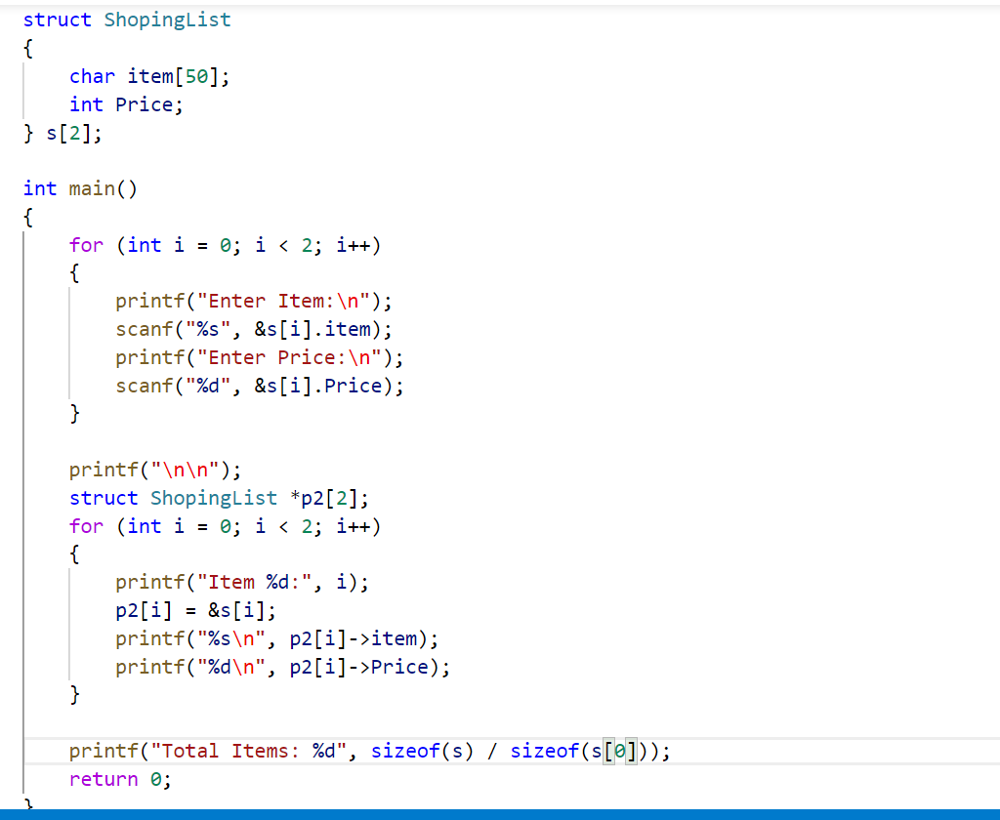 struct ShopingList
{
    char item[50];
    int Price;
} s[2];

int main()
{
    for (int i = 0; i < 2; i++)
    {
        printf("Enter Item:\n");
        scanf("%s", &s[i].item);
        printf("Enter Price:\n");
        scanf("%d", &s[i].Price);
    }

    printf("\n\n");
    struct ShopingList *p2[2];
    for (int i = 0; i < 2; i++)
    {
        printf("Item %d:", i);
        p2[i] = &s[i];
        printf("%s\n", p2[i]->item);
        printf("%d\n", p2[i]->Price);
    }

    printf("Total Items: %d", sizeof(s) / sizeof(s[0]));
    return 0;
}